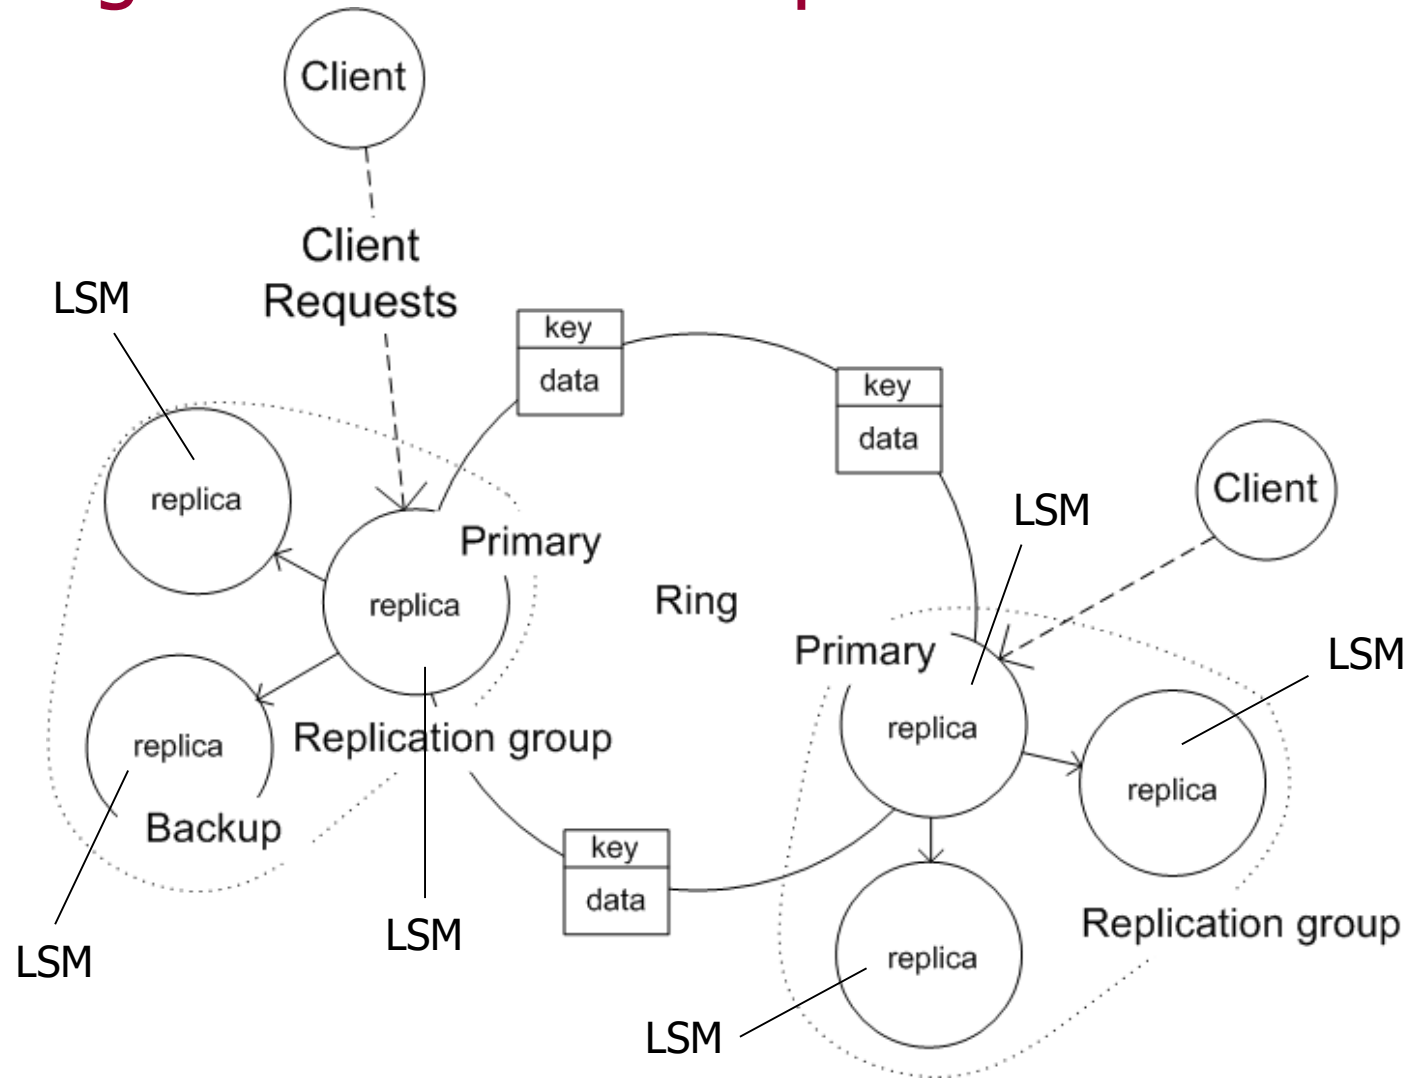 Client
Client
Requests
LSM
key
data
key
data
Client
LSM
replica
Primary
replica
Ring
Primary
LSM
replica
replica
Replication group
replica
Backup
key
data
replica
LSM
LSM
replica
Replication group
LSM